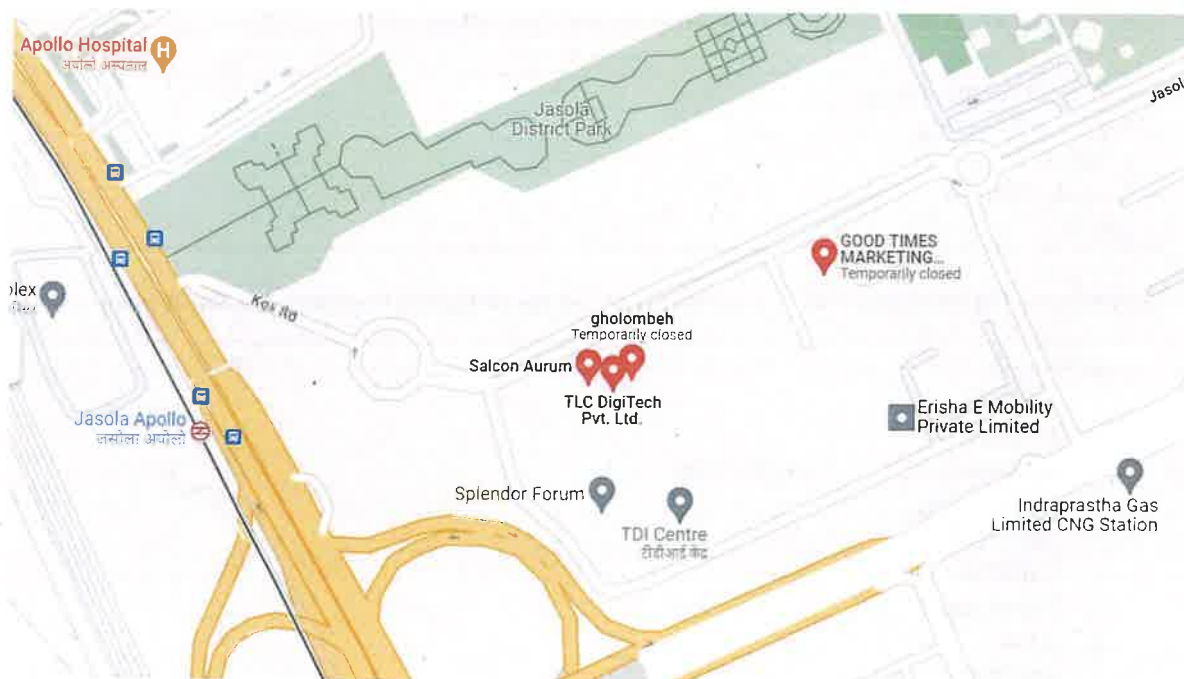 Apollo Hospital
अपोलो अस्पताल
H
Jasola
District Park
Jasol
GOOD TIMES
MARKETING...
Temporarily closed
plex
Kox Rd
gholombeh
Temporarily closed
Salcon Aurum
TLC DigiTech
Pvt. Ltd.
Erisha E Mobility
Private Limited
Jasola Apollo
जसोला अपोलो
Splendor Forum
TDI Centre
टीडीआई केंद्र
Indraprastha Gas
Limited CNG Station